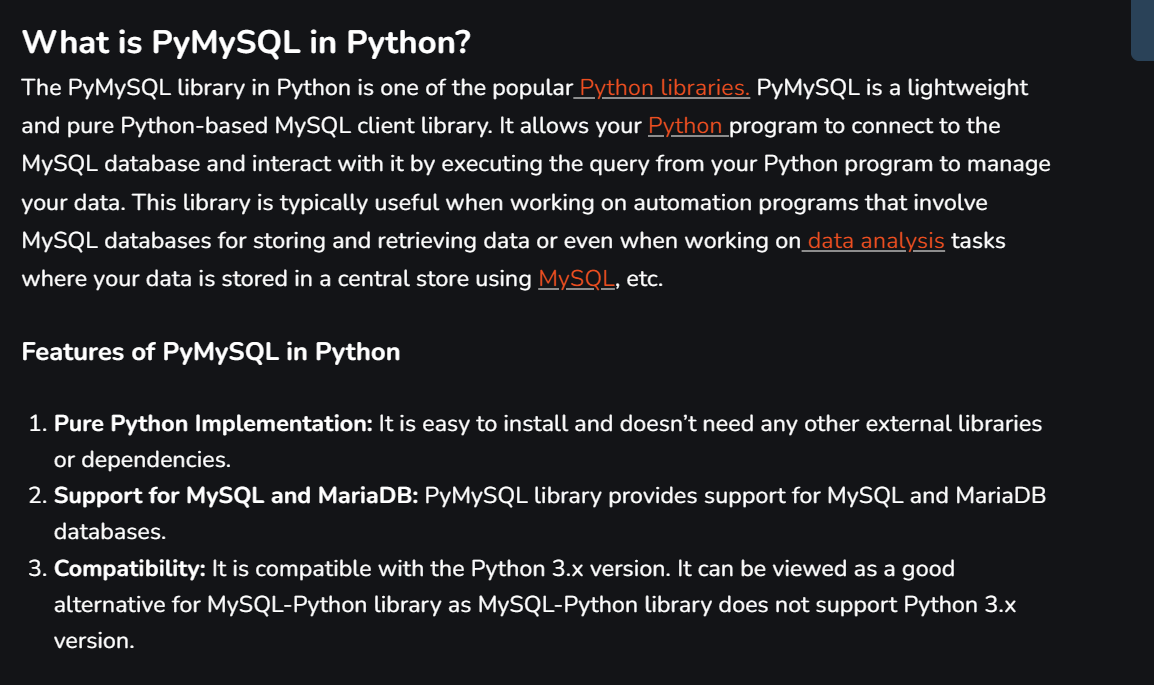 What is PyMySQL in Python?
The PyMySQL library in Python is one of the popular Python libraries. PyMySQL is a lightweight
and pure Python-based MySQL client library. It allows your Python program to connect to the
MySQL database and interact with it by executing the query from your Python program to manage
your data. This library is typically useful when working on automation programs that involve
MySQL databases for storing and retrieving data or even when working on data analysis tasks
where your data is stored in a central store using MySQL, etc.
Features of PyMySQL in Python
1. Pure Python Implementation: It is easy to install and doesn’t need any other external libraries
or dependencies.
2. Support for MySQL and MariaDB: PyMySQL library provides support for MySQL and MariaDB
databases.
3. Compatibility: It is compatible with the Python 3.x version. It can be viewed as a good
alternative for MySQL-Python library as MySQL-Python library does not support Python 3.x
version.